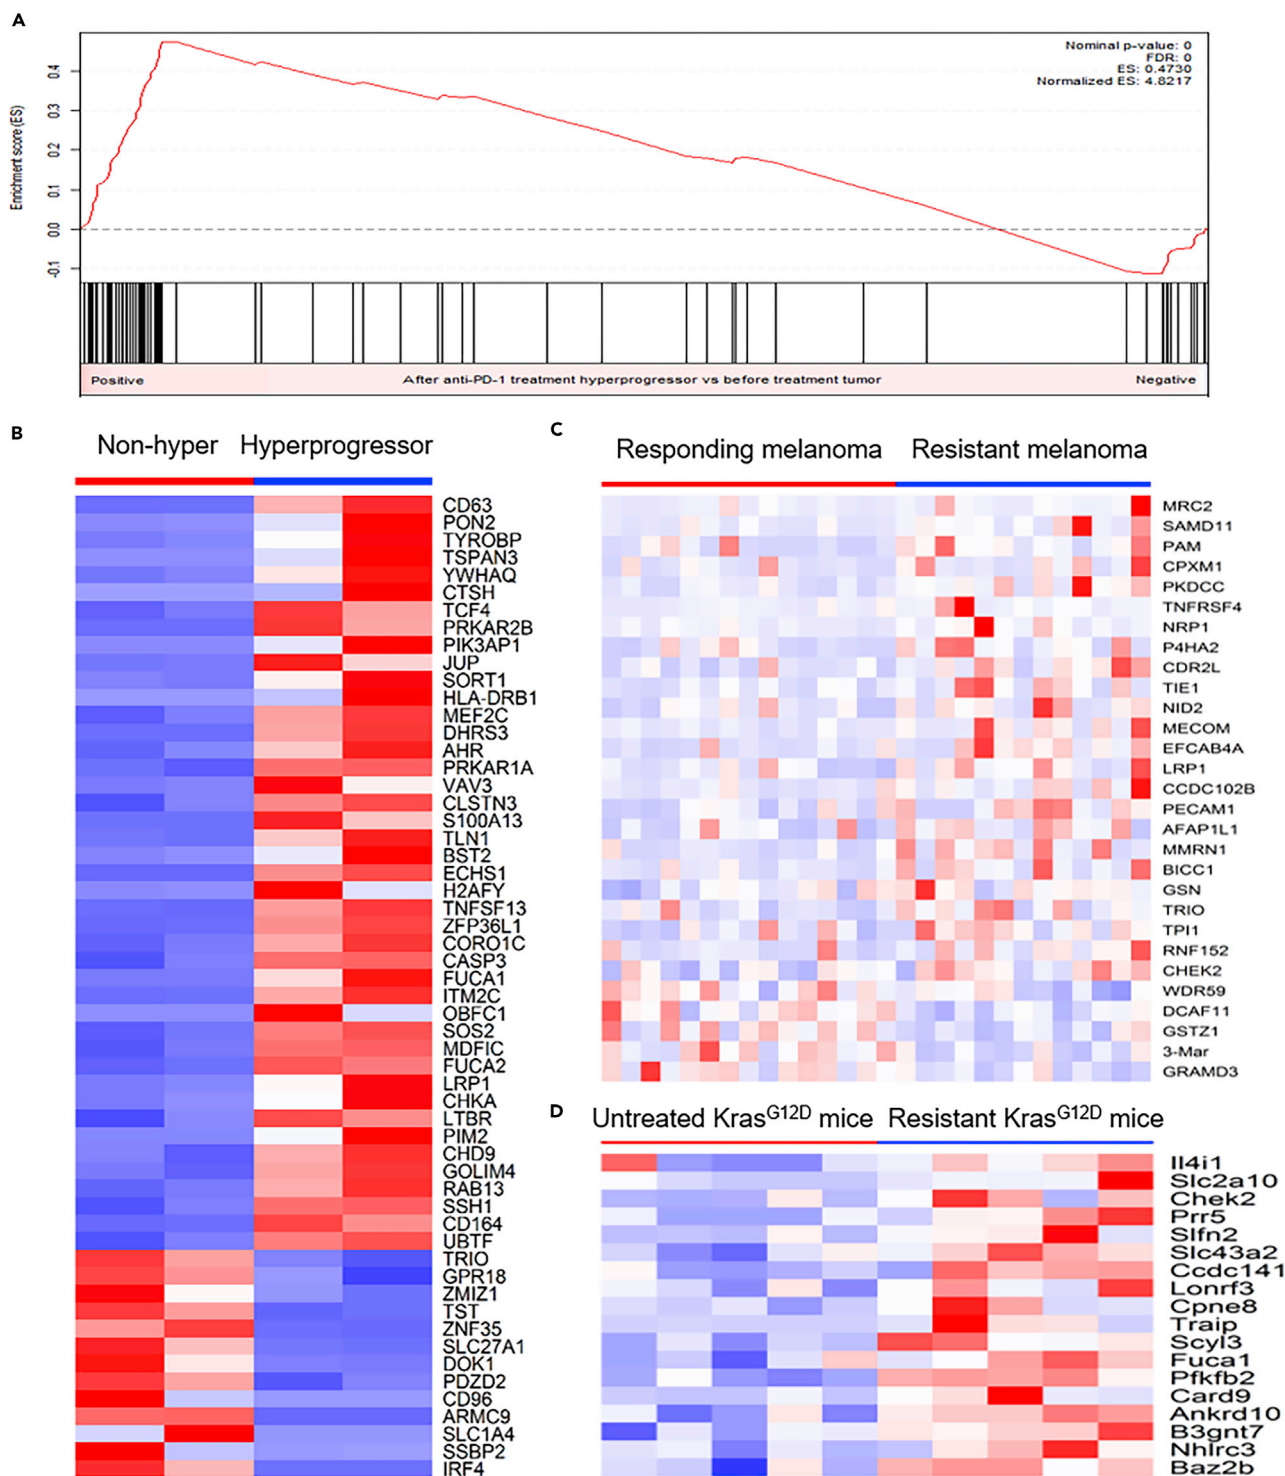 A
Nominal p-value: 0
FDR: 0
ES: 0.4730
Normalized ES: 4.8217
Enrichment score (ES)
0.4
0.3
0.2
0.1
0.0
-0.1
Positive After anti-PD-1 treatment hyperprogressor vs before treatment tumor Negative
B
Non-hyper Hyperprogressor
CD63
PON2
TYROBP
TSPAN3
YWHAQ
CTSH
TCF4
PRKAR2B
PIK3AP1
JUP
SORT1
HLA-DRB1
MEF2C
DHRS3
AHR
PRKAR1A
VAV3
CLSTN3
S100A13
TLN1
BST2
ECHS1
H2AFY
TNFSF13
ZFP36L1
CORO1C
CASP3
FUCA1
ITM2C
OBFC1
SOS2
MDFIC
FUCA2
LRP1
CHKA
LTBR
PIM2
CHD9
GOLIM4
RAB13
SSH1
CD164
UBTF
TRIO
GPR18
ZMIZ1
TST
ZNF35
SLC27A1
DOK1
PDZD2
CD96
ARMC9
SLC1A4
SSBP2
IRF4
C
Responding melanoma Resistant melanoma
MRC2
SAMD11
PAM
CPXM1
PKDCC
TNFRSF4
NRP1
P4HA2
CDR2L
TIE1
NID2
MECOM
EFCAB4A
LRP1
CCDC102B
PECAM1
AFAP1L1
MMRN1
BICC1
GSN
TRIO
TPI1
RNF152
CHEK2
WDR59
DCAF11
GSTZ1
3-Mar
GRAMD3
D
Untreated Kras^G12D mice Resistant Kras^G12D mice
Il4i1
Slc2a10
Chek2
Prr5
Slfn2
Slc43a2
Ccdc141
Lonrf3
Cpne8
Traip
Scyl3
Fuca1
Pfkfb2
Card9
Ankrd10
B3gnt7
Nhlrc3
Baz2b